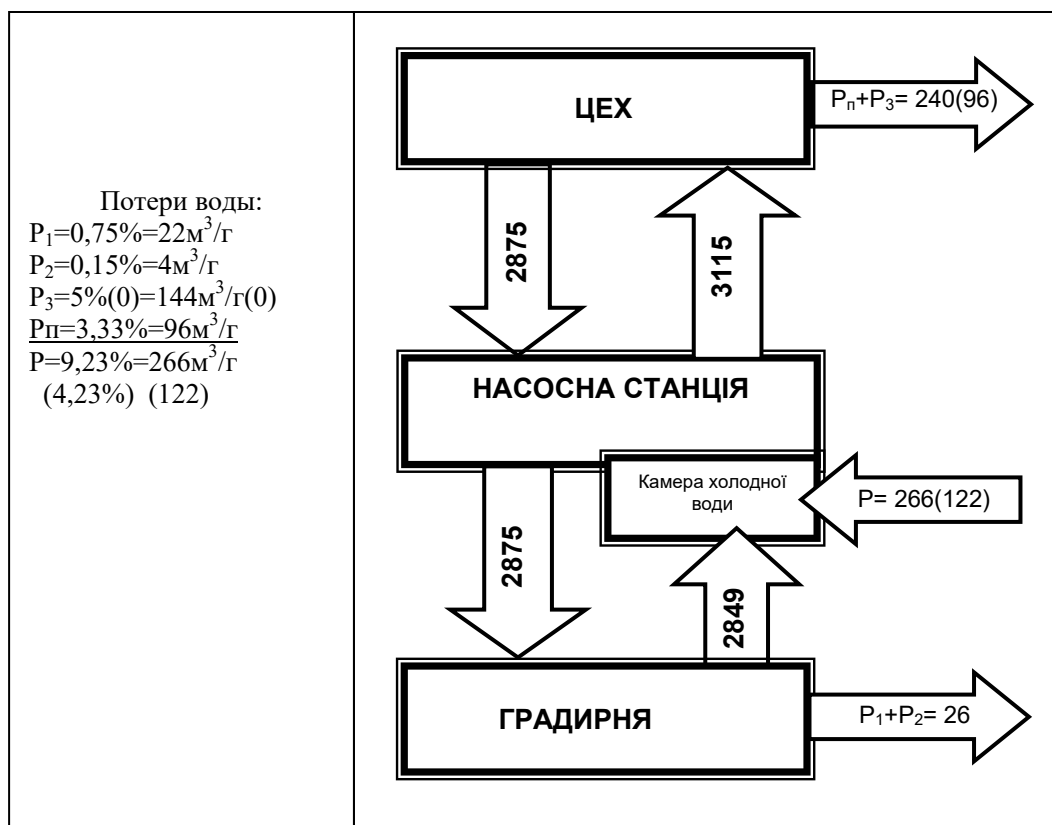 Потери воды:
P₁=0,75%=22м³/г
P₂=0,15%=4м³/г
P₃=5%(0)=144м³/г(0)
Pп=3,33%=96м³/г
P=9,23%=266м³/г
(4,23%) (122)
ЦЕХ
Pп+P₃= 240(96)
2875
3115
НАСОСНА СТАНЦІЯ
Камера холодної
води
P= 266(122)
2875
2849
ГРАДИРНЯ
P₁+P₂= 26